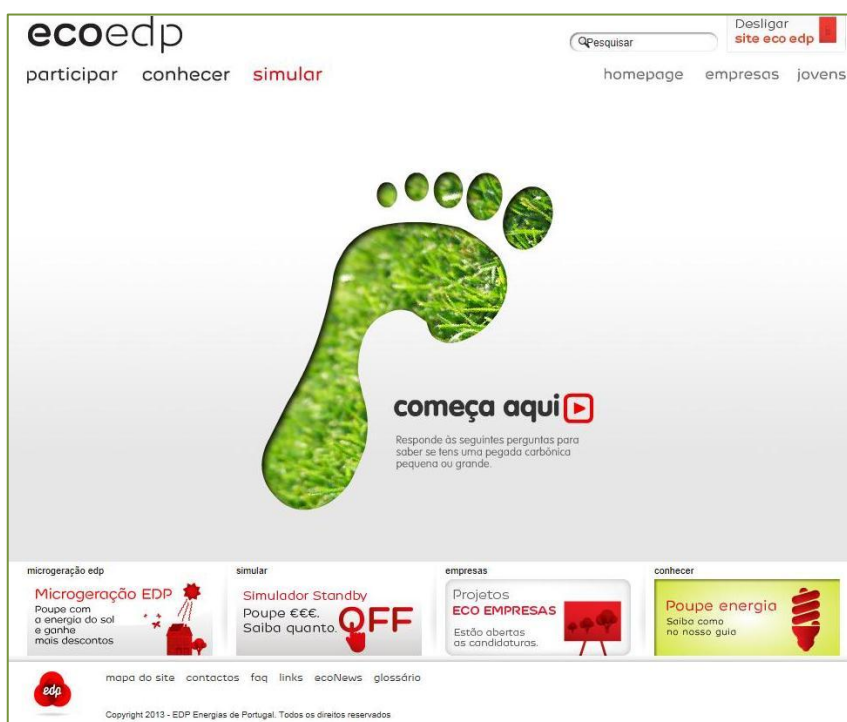 ecoedp
Pesquisar
Desligar
site eco edp
participar conhecer simular
homepage empresas jovens
começa aqui
Responde às seguintes perguntas para
saber se tens uma pegada carbónica
pequena ou grande.
microgeração edp
Microgeração EDP
Poupe com
a energia do sol
e ganhe
mais descontos
simular
Simulador Standby
Poupe €€€.
Saiba quanto.
OFF
empresas
Projetos
ECO EMPRESAS
Estão abertas
as candidaturas.
conhecer
Poupe energia
Saiba como
no nosso guia
edp
mapa do site contactos faq links ecoNews glossário
Copyright 2013 - EDP Energias de Portugal. Todos os direitos reservados